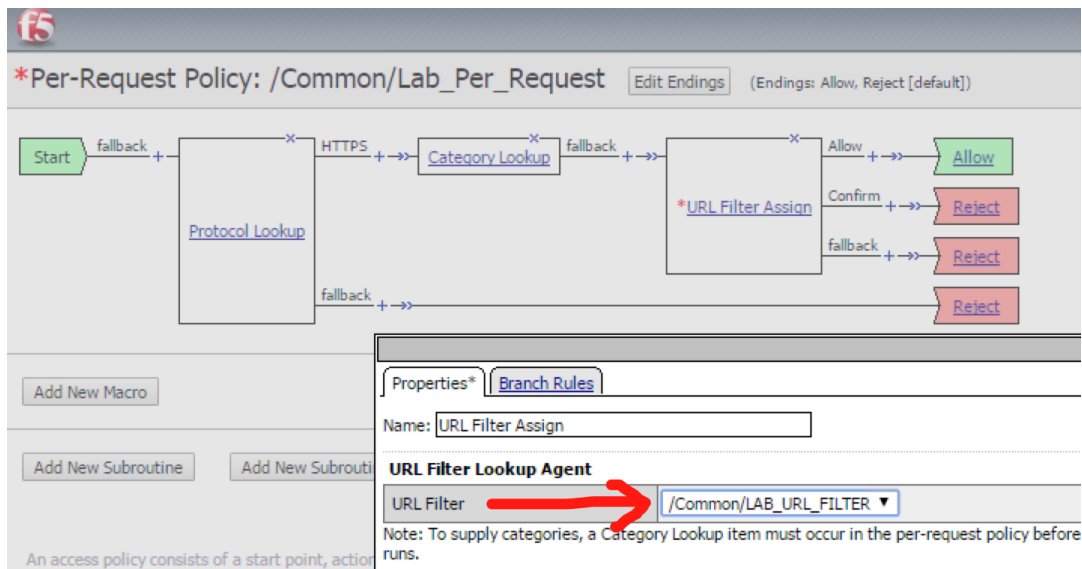 f5
*Per-Request Policy: /Common/Lab_Per_Request Edit Endings (Endings: Allow, Reject [default])
Start fallback + HTTPS + Category Lookup fallback + Allow + Allow
Protocol Lookup *URL Filter Assign Confirm + Reject
fallback + Reject
fallback + Reject
Add New Macro
Properties* Branch Rules
Name: URL Filter Assign
Add New Subroutine Add New Subrouti
URL Filter Lookup Agent
URL Filter /Common/LAB_URL_FILTER ▼
Note: To supply categories, a Category Lookup item must occur in the per-request policy before
runs.
An access policy consists of a start point, action